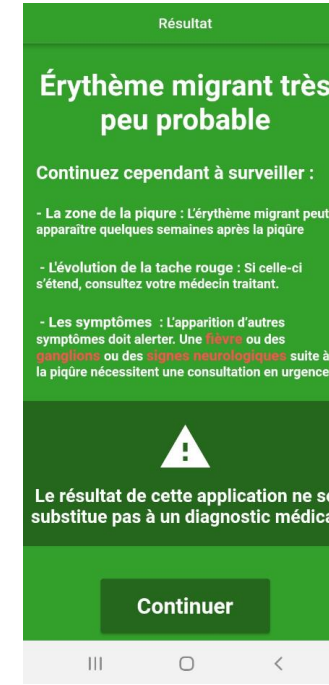 Résultat
Érythème migrant très
peu probable
Continuez cependant à surveiller :
- La zone de la piqure : L'érythème migrant peut
apparaître quelques semaines après la piqûre
- L'évolution de la tache rouge : Si celle-ci
s'étend, consultez votre médecin traitant.
- Les symptômes : L'apparition d'autres
symptômes doit alerter. Une fièvre ou des
ganglions ou des signes neurologiques suite à
la piqûre nécessitent une consultation en urgence
Le résultat de cette application ne se
substitue pas à un diagnostic médica
Continuer